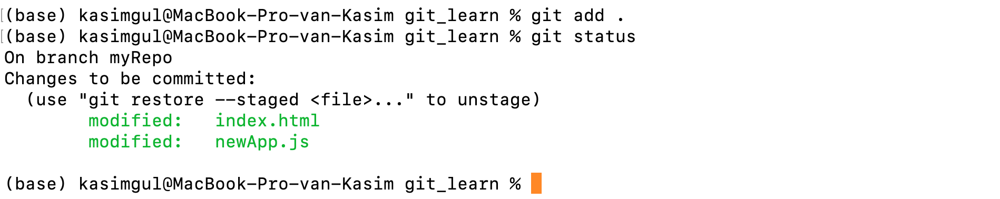 (base) kasimgul@MacBook-Pro-van-Kasim git_learn % git add .
(base) kasimgul@MacBook-Pro-van-Kasim git_learn % git status
On branch myRepo
Changes to be committed:
  (use "git restore --staged <file>..." to unstage)
        modified:   index.html
        modified:   newApp.js

(base) kasimgul@MacBook-Pro-van-Kasim git_learn %